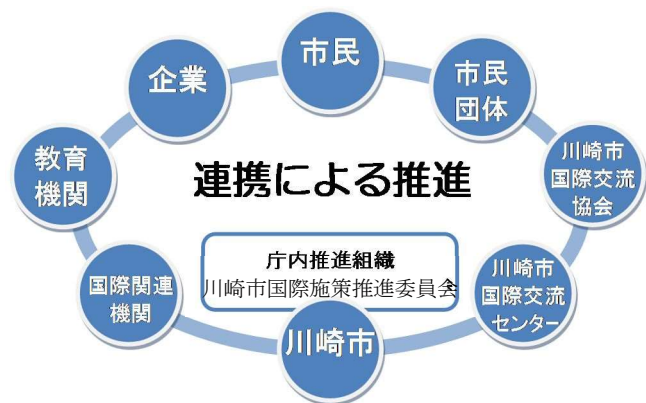 市民
企業
市民
団体
教育
機関
川崎市
国際交流
協会
連携による推進
国際関連
機関
庁内推進組織
川崎市国際施策推進委員会
川崎市
国際交流
センター
川崎市